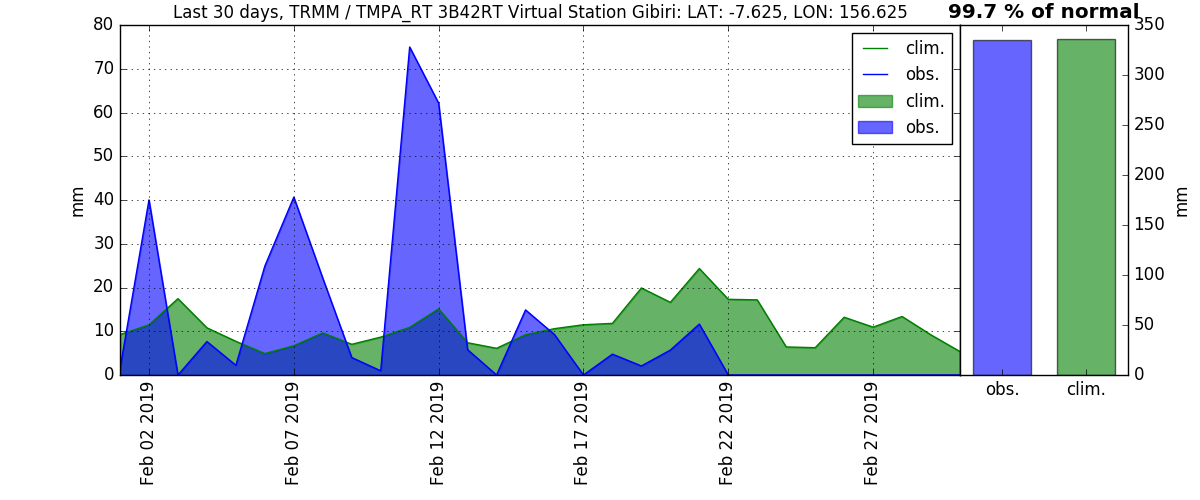 Last 30 days, TRMM / TMPA_RT 3B42RT Virtual Station Gibiri: LAT: -7.625, LON: 156.625
99.7 % of normal
80
70
60
50
40
30
20
10
0
mm
clim.
obs.
clim.
obs.
Feb 02 2019
Feb 07 2019
Feb 12 2019
Feb 17 2019
Feb 22 2019
Feb 27 2019
350
300
250
200
150
100
50
0
mm
obs.
clim.